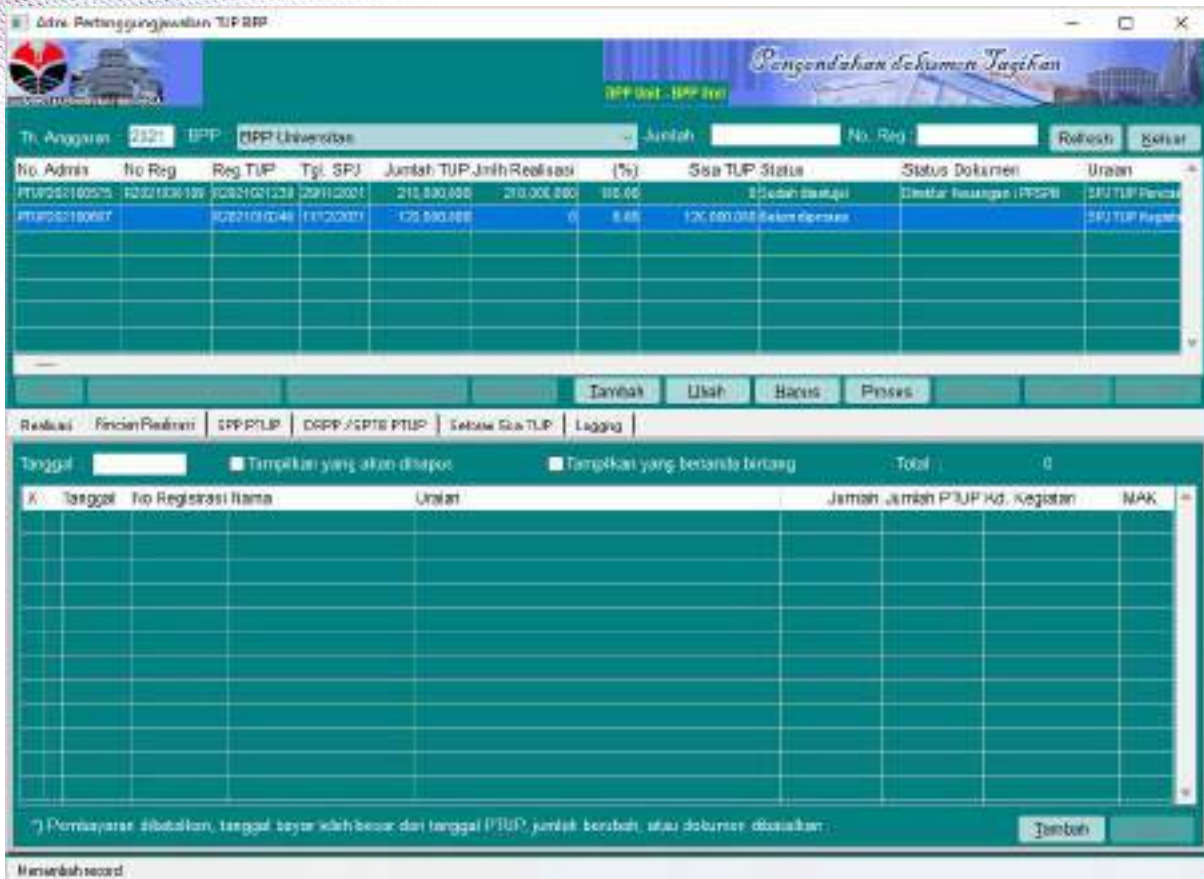 Adm. Pertanggungjawaban TUP BPP
Pengendalian dokumen Tagihan
BPP Unit - BPP Unit
Th. Anggaran 2021 BPP BPP Universitas Jumlah No. Reg Refresh Keluar
No. Admin No Reg Reg TUP Tgl. SPJ Jumlah TUP Jmlh Realisasi (%) Sisa TUP Status Status Dokumen Uraian
210,000,000 210,000,000 100.00 0 Sudah disetujui Direktur Keuangan SPJ TUP
120,000,000 0 0.00 120,000,000 Belum diproses SPJ TUP
Tambah Ubah Hapus Proses
Realisasi Rincian Realisasi SPP PTUP DRPP / SPTB PTUP Setoran Sisa TUP Logging
Tanggal Tampilkan yang akan dihapus Tampilkan yang bertanda bintang Total 0
X Tanggal No Registrasi Nama Uraian Jumlah Jumlah PTUP Kd. Kegiatan MAK
*) Pembayaran dibatalkan, tanggal bayar lebih besar dari tanggal PTUP, jumlah berubah, atau dokumen dibatalkan
Tambah
Menambah record